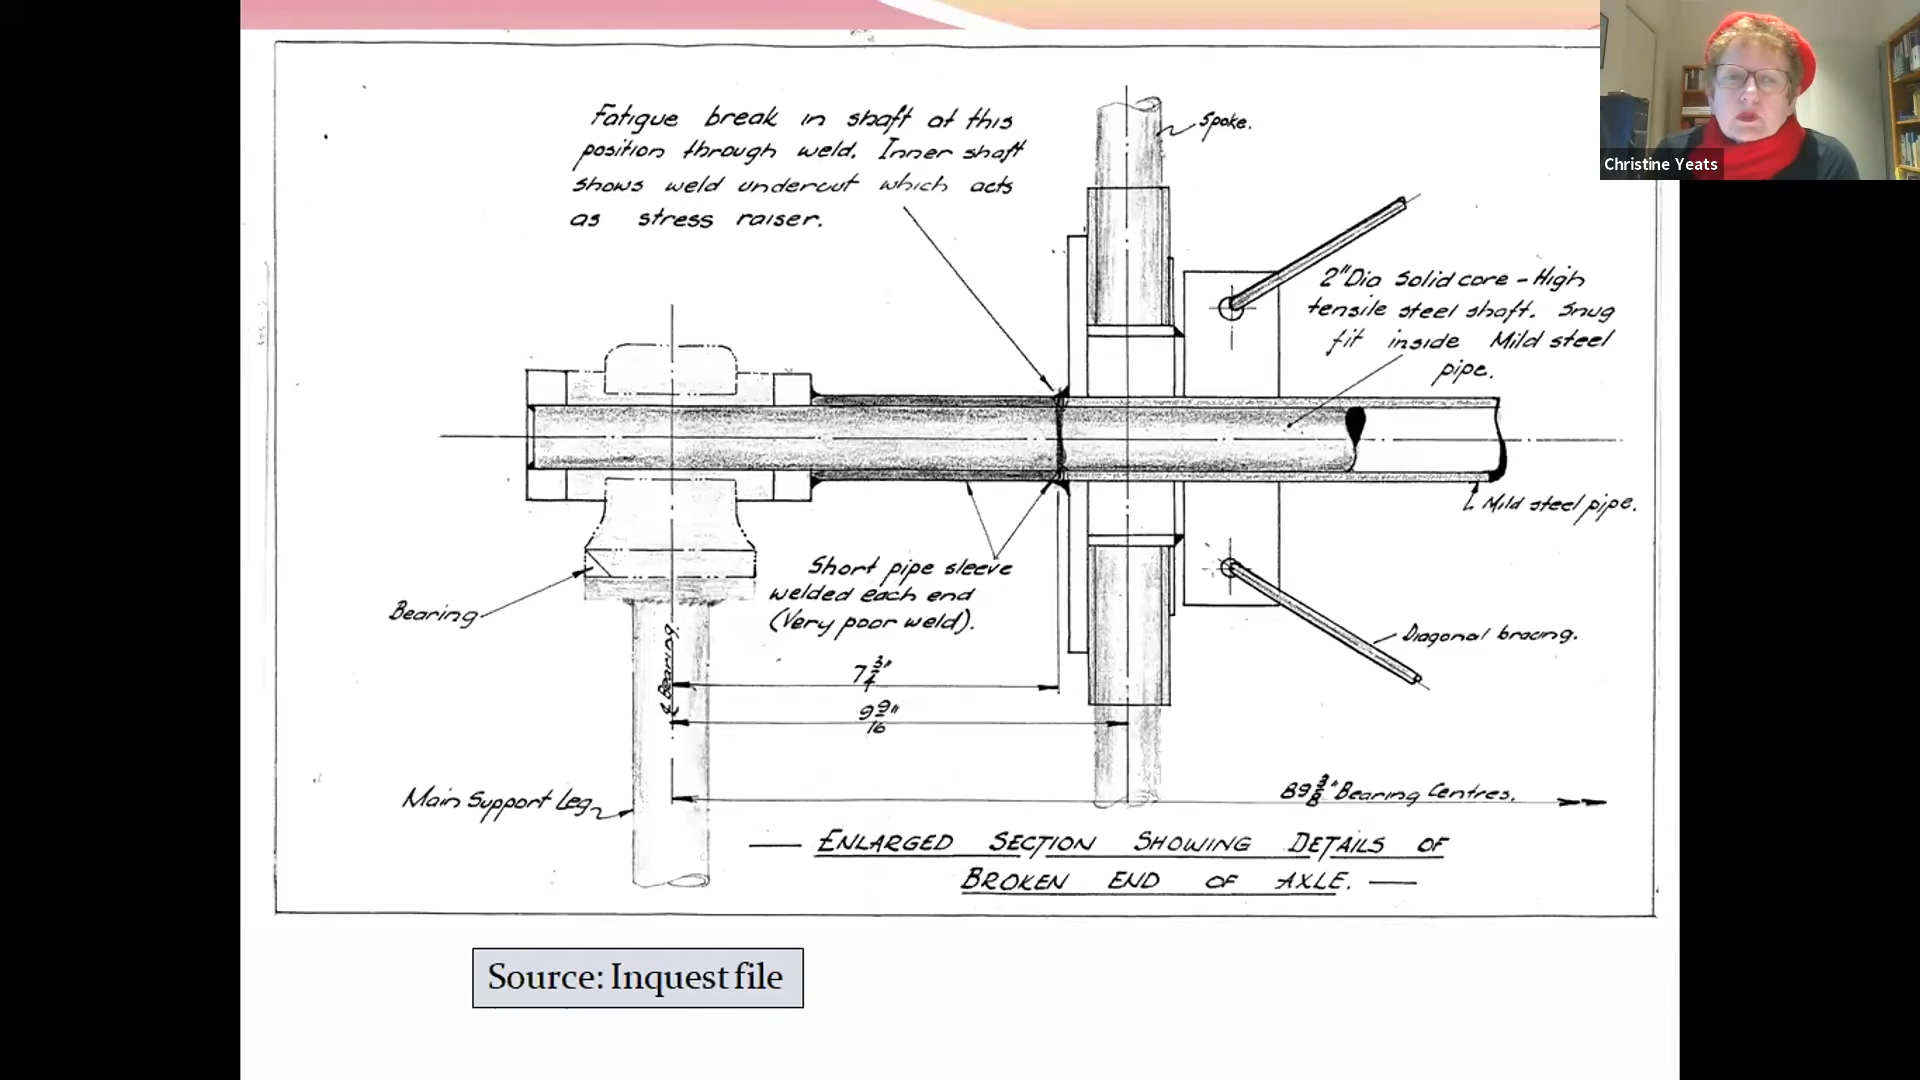 Christine Yeats
Fatigue break in shaft at this
position through weld. Inner shaft
shows weld undercut which acts
as stress raiser.
Spoke.
2" Dia Solid core - High
tensile steel shaft. Snug
fit inside Mild steel
pipe.
Mild steel pipe.
Short pipe sleeve
welded each end
(Very poor weld).
Bearing
℄ Bearing
Diagonal bracing.
7 3/4"
9 9/16"
Main Support Leg
89 3/8" Bearing Centres.
ENLARGED SECTION SHOWING DETAILS OF
BROKEN END OF AXLE.
Source: Inquest file